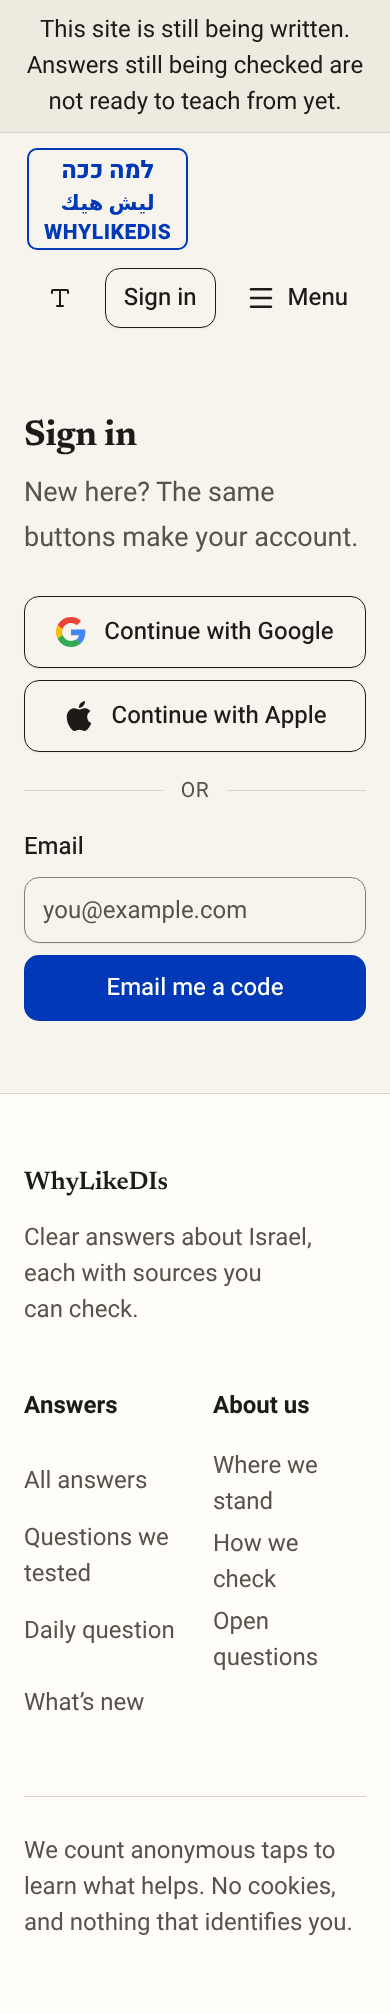 This site is still being written.
Answers still being checked are
not ready to teach from yet.
למה ככה
ليش هيك
WHYLIKEDIS
T
Sign in
Menu
Sign in
New here? The same
buttons make your account.
Continue with Google
Continue with Apple
OR
Email
you@example.com
Email me a code
WhyLikeDIs
Clear answers about Israel,
each with sources you
can check.
Answers
All answers
Questions we
tested
Daily question
What’s new
About us
Where we
stand
How we
check
Open
questions
We count anonymous taps to
learn what helps. No cookies,
and nothing that identifies you.